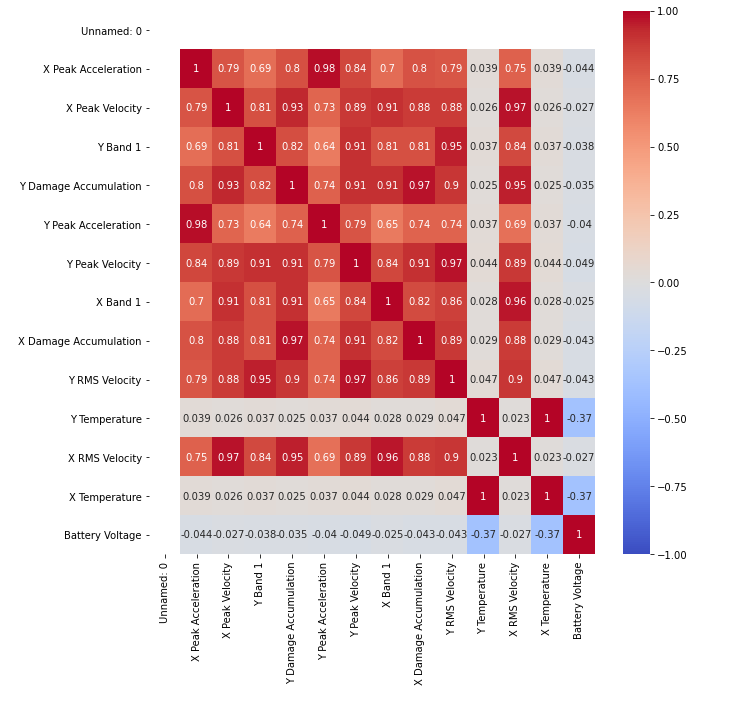 Unnamed: 0
X Peak Acceleration 1 0.79 0.69 0.8 0.98 0.84 0.7 0.8 0.79 0.039 0.75 0.039 -0.044
X Peak Velocity 0.79 1 0.81 0.93 0.73 0.89 0.91 0.88 0.88 0.026 0.97 0.026 -0.027
Y Band 1 0.69 0.81 1 0.82 0.64 0.91 0.81 0.81 0.95 0.037 0.84 0.037 -0.038
Y Damage Accumulation 0.8 0.93 0.82 1 0.74 0.91 0.91 0.97 0.9 0.025 0.95 0.025 -0.035
Y Peak Acceleration 0.98 0.73 0.64 0.74 1 0.79 0.65 0.74 0.74 0.037 0.69 0.037 -0.04
Y Peak Velocity 0.84 0.89 0.91 0.91 0.79 1 0.84 0.91 0.97 0.044 0.89 0.044 -0.049
X Band 1 0.7 0.91 0.81 0.91 0.65 0.84 1 0.82 0.86 0.028 0.96 0.028 -0.025
X Damage Accumulation 0.8 0.88 0.81 0.97 0.74 0.91 0.82 1 0.89 0.029 0.88 0.029 -0.043
Y RMS Velocity 0.79 0.88 0.95 0.9 0.74 0.97 0.86 0.89 1 0.047 0.9 0.047 -0.043
Y Temperature 0.039 0.026 0.037 0.025 0.037 0.044 0.028 0.029 0.047 1 0.023 1 -0.37
X RMS Velocity 0.75 0.97 0.84 0.95 0.69 0.89 0.96 0.88 0.9 0.023 1 0.023 -0.027
X Temperature 0.039 0.026 0.037 0.025 0.037 0.044 0.028 0.029 0.047 1 0.023 1 -0.37
Battery Voltage -0.044 -0.027 -0.038 -0.035 -0.04 -0.049 -0.025 -0.043 -0.043 -0.37 -0.027 -0.37 1
Unnamed: 0
X Peak Acceleration
X Peak Velocity
Y Band 1
Y Damage Accumulation
Y Peak Acceleration
Y Peak Velocity
X Band 1
X Damage Accumulation
Y RMS Velocity
Y Temperature
X RMS Velocity
X Temperature
Battery Voltage
1.00
0.75
0.50
0.25
0.00
−0.25
−0.50
−0.75
−1.00